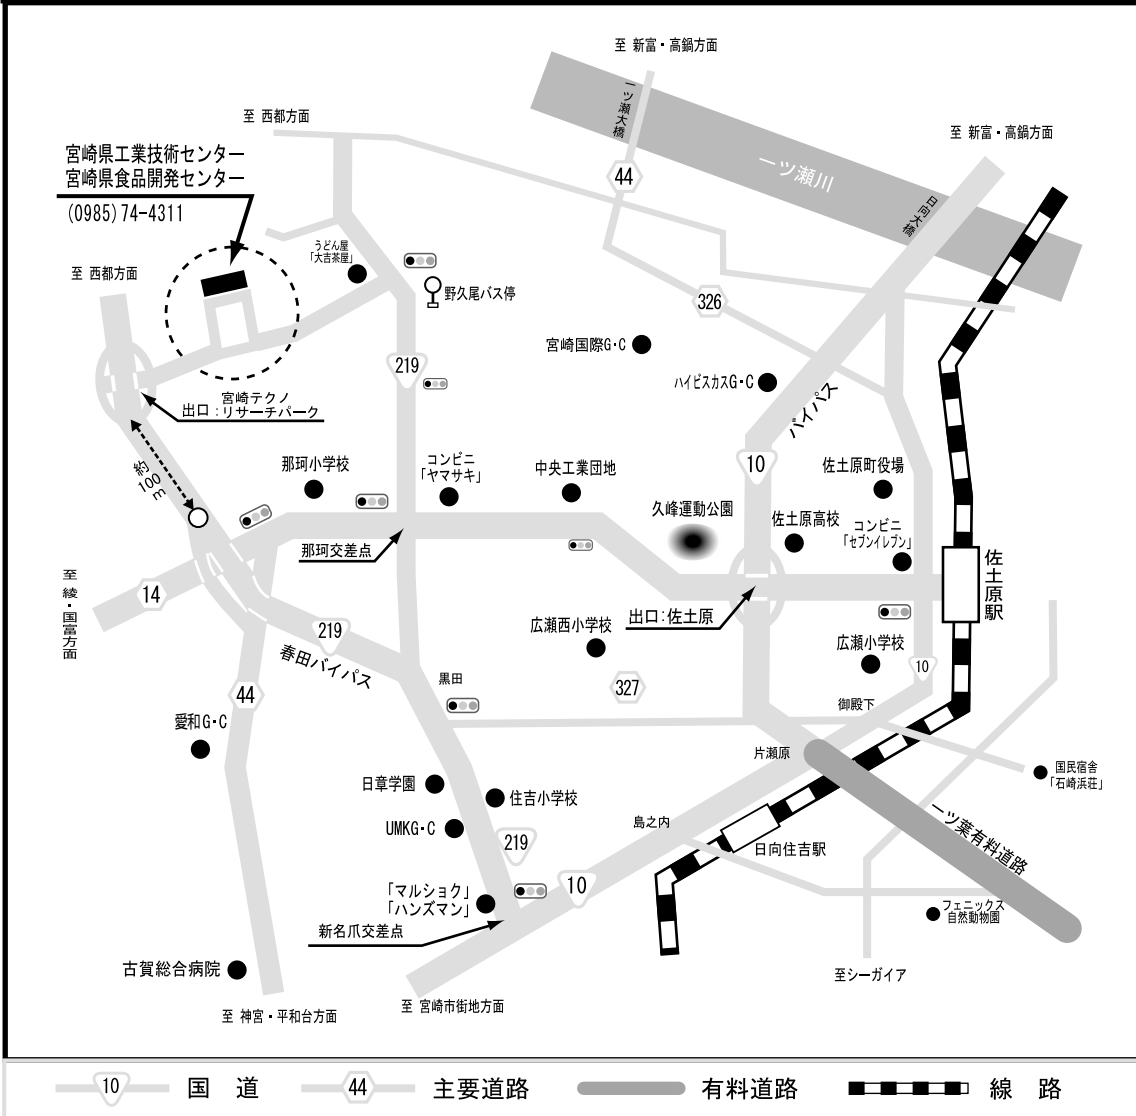 至 新富・高鍋方面
一ツ瀬大橋
至 西都方面
至 新富・高鍋方面
宮崎県工業技術センター
宮崎県食品開発センター
(0985)74-4311
44
一ツ瀬川
日向大橋
うどん屋
「大吉茶屋」
至 西都方面
野久尾バス停
326
宮崎国際G・C
219
ハイビスカスG・C
宮崎テクノ
出口:リサーチパーク
バイパス
約100m
那珂小学校
コンビニ
「ヤマサキ」
中央工業団地
10
佐土原町役場
久峰運動公園
佐土原高校
コンビニ
「セブンイレブン」
那珂交差点
佐土原駅
至 綾・国富方面
14
出口:佐土原
219
春田バイパス
広瀬西小学校
広瀬小学校
10
黒田
327
44
御殿下
愛和G・C
片瀬原
国民宿舎
「石崎浜荘」
日章学園
住吉小学校
UMKG・C
島之内
日向住吉駅
一ツ葉有料道路
219
10
「マルショク」
「ハンズマン」
フェニックス
自然動物園
新名爪交差点
古賀総合病院
至シーガイア
至 神宮・平和台方面
至 宮崎市街地方面
10 国道
44 主要道路
有料道路
線路